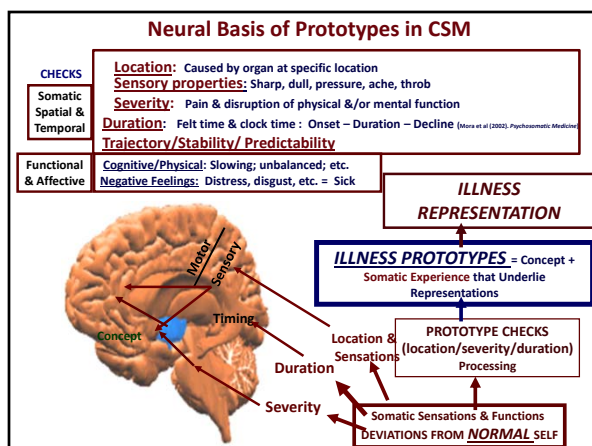 Neural Basis of Prototypes in CSM
CHECKS
Somatic
Spatial &
Temporal
Location: Caused by organ at specific location
Sensory properties: Sharp, dull, pressure, ache, throb
Severity: Pain & disruption of physical &/or mental function
Duration: Felt time & clock time : Onset – Duration – Decline (Mora et al (2002). Psychosomatic Medicine)
Trajectory/Stability/ Predictability
Functional
& Affective
Cognitive/Physical: Slowing; unbalanced; etc.
Negative Feelings: Distress, disgust, etc. = Sick
ILLNESS
REPRESENTATION
ILLNESS PROTOTYPES = Concept +
Somatic Experience that Underlie
Representations
PROTOTYPE CHECKS
(location/severity/duration)
Processing
Somatic Sensations & Functions
DEVIATIONS FROM NORMAL SELF
Motor
Sensory
Timing
Concept
Location &
Sensations
Duration
Severity